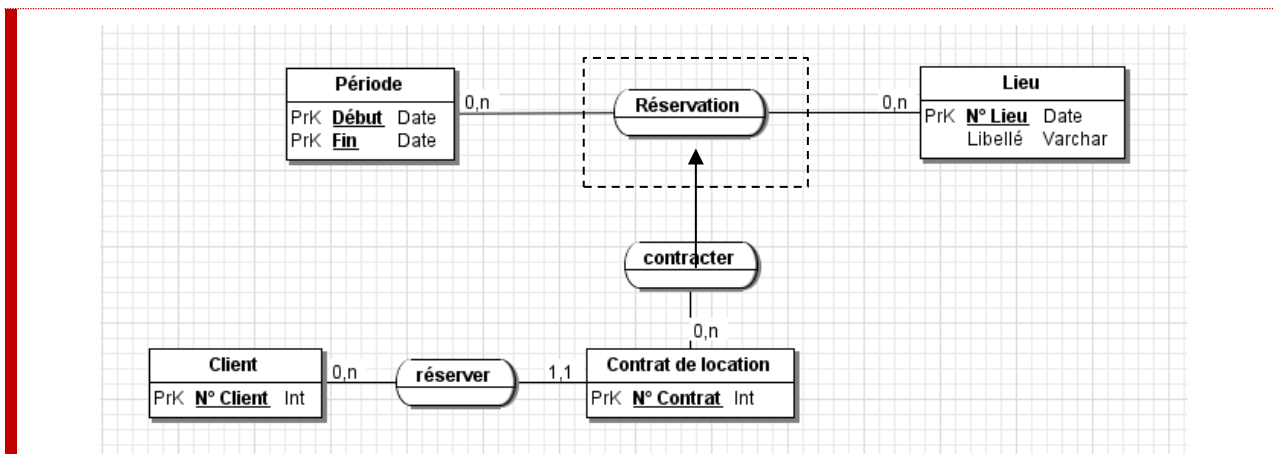 Période
PrK Début Date
PrK Fin Date
0,n
Réservation
0,n
Lieu
PrK N° Lieu Date
Libellé Varchar
contracter
0,n
Client
PrK N° Client Int
0,n
réserver
1,1
Contrat de location
PrK N° Contrat Int